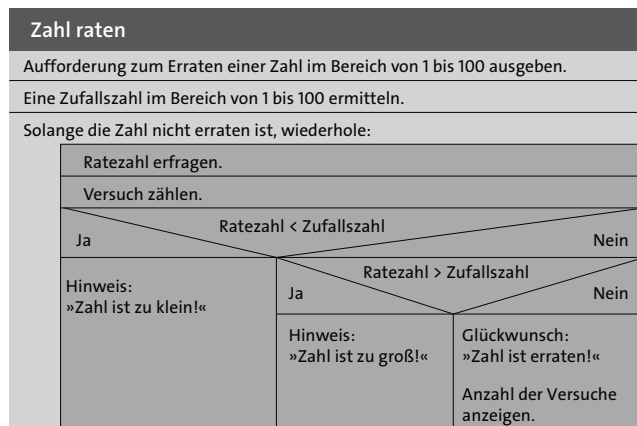 Zahl raten
Aufforderung zum Erraten einer Zahl im Bereich von 1 bis 100 ausgeben.
Eine Zufallszahl im Bereich von 1 bis 100 ermitteln.
Solange die Zahl nicht erraten ist, wiederhole:
Ratezahl erfragen.
Versuch zählen.
Ratezahl < Zufallszahl
Ja
Nein
Hinweis:
»Zahl ist zu klein!«
Ratezahl > Zufallszahl
Ja
Nein
Hinweis:
»Zahl ist zu groß!«
Glückwunsch:
»Zahl ist erraten!«
Anzahl der Versuche
anzeigen.